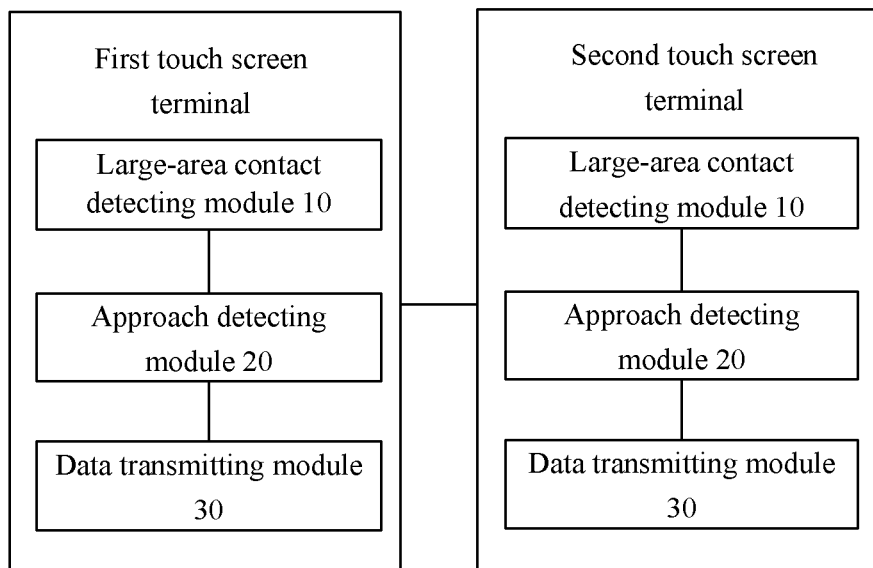 First touch screen
terminal
Large-area contact
detecting module 10
Approach detecting
module 20
Data transmitting module
30
Second touch screen
terminal
Large-area contact
detecting module 10
Approach detecting
module 20
Data transmitting module
30